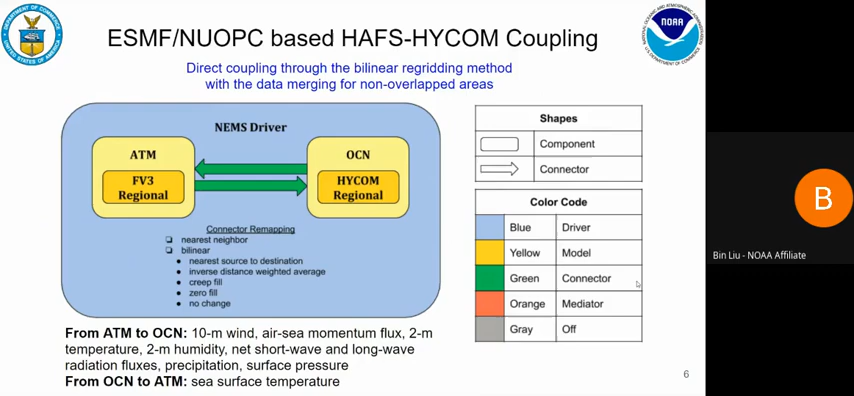 ESMF/NUOPC based HAFS-HYCOM Coupling
Direct coupling through the bilinear regridding method
with the data merging for non-overlapped areas
NEMS Driver
ATM
FV3
Regional
OCN
HYCOM
Regional
Connector Remapping
nearest neighbor
bilinear
nearest source to destination
inverse distance weighted average
creep fill
zero fill
no change
Shapes
Component
Connector
Color Code
Blue Driver
Yellow Model
Green Connector
Orange Mediator
Gray Off
From ATM to OCN: 10-m wind, air-sea momentum flux, 2-m
temperature, 2-m humidity, net short-wave and long-wave
radiation fluxes, precipitation, surface pressure
From OCN to ATM: sea surface temperature
6
NOAA
B
Bin Liu - NOAA Affiliate